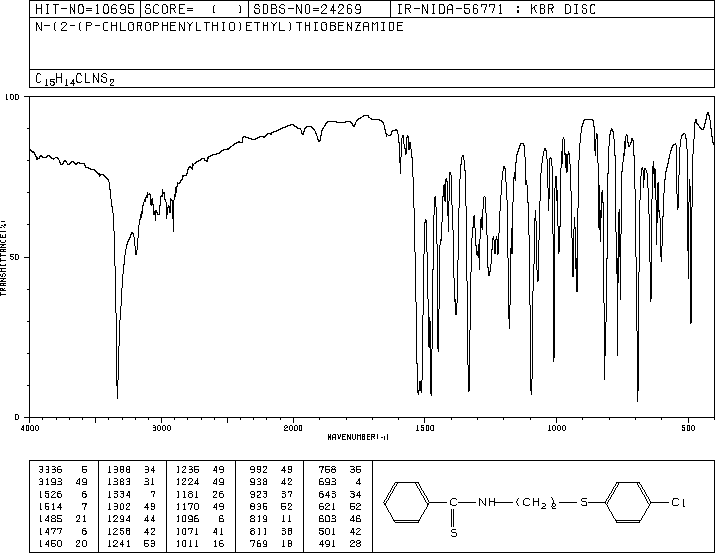 HIT-NO=10695 SCORE= ( ) SDBS-NO=24269 IR-NIDA-56771 : KBR DISC
N-(2-(P-CHLOROPHENYLTHIO)ETHYL)THIOBENZAMIDE
C15H14CLNS2
100
50
0
TRANSMITTANCE(%)
4000 3000 2000 1500 1000 500
WAVENUMBER(-1)
3336 5 1388 34 1236 49 992 49 758 35
3193 49 1383 31 1224 49 938 42 693 4
1526 6 1334 7 1181 26 923 37 643 34
1514 7 1302 49 1170 49 836 52 621 52
1485 21 1294 44 1096 6 819 11 603 46
1477 6 1258 42 1071 41 811 38 501 42
1450 20 1241 53 1011 16 769 18 491 28
C NH (CH2)2 S Cl
S